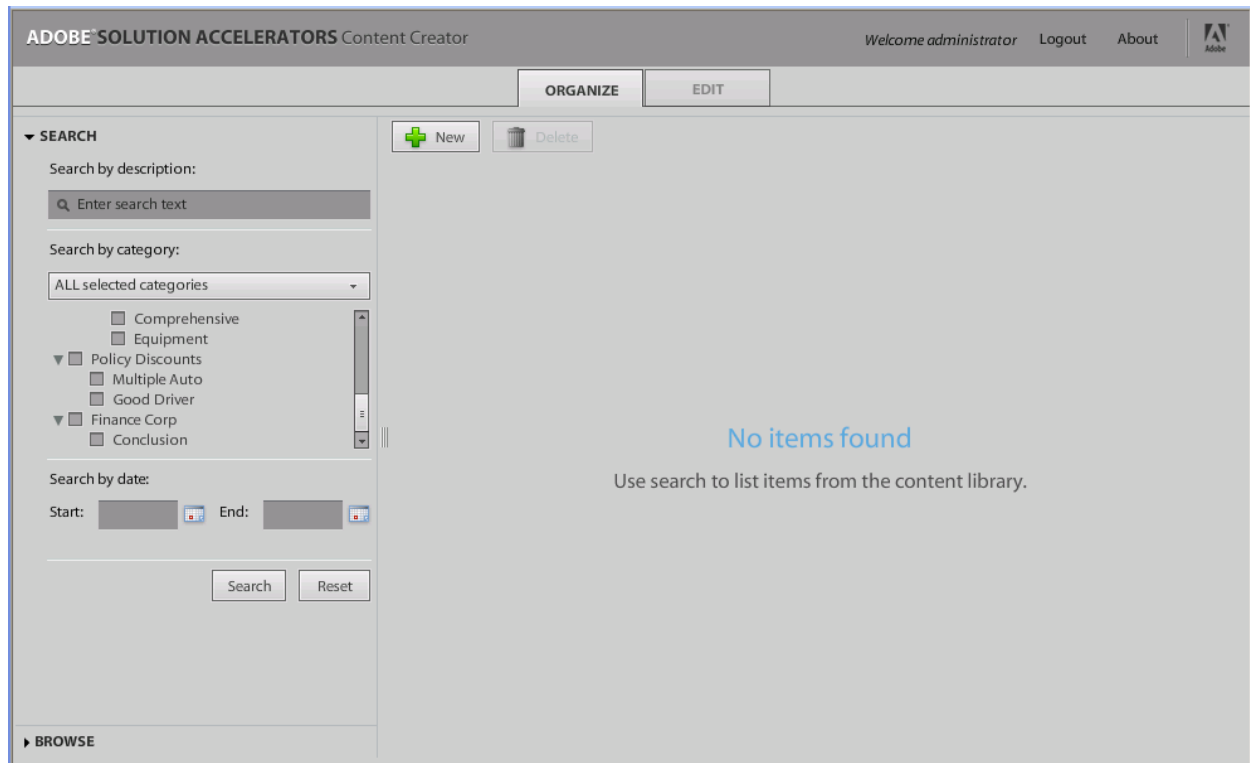 ADOBE® SOLUTION ACCELERATORS Content Creator
Welcome administrator Logout About
Adobe
ORGANIZE EDIT
SEARCH
Search by description:
Enter search text
Search by category:
ALL selected categories
Comprehensive
Equipment
Policy Discounts
Multiple Auto
Good Driver
Finance Corp
Conclusion
Search by date:
Start: End:
Search Reset
BROWSE
New Delete
No items found
Use search to list items from the content library.